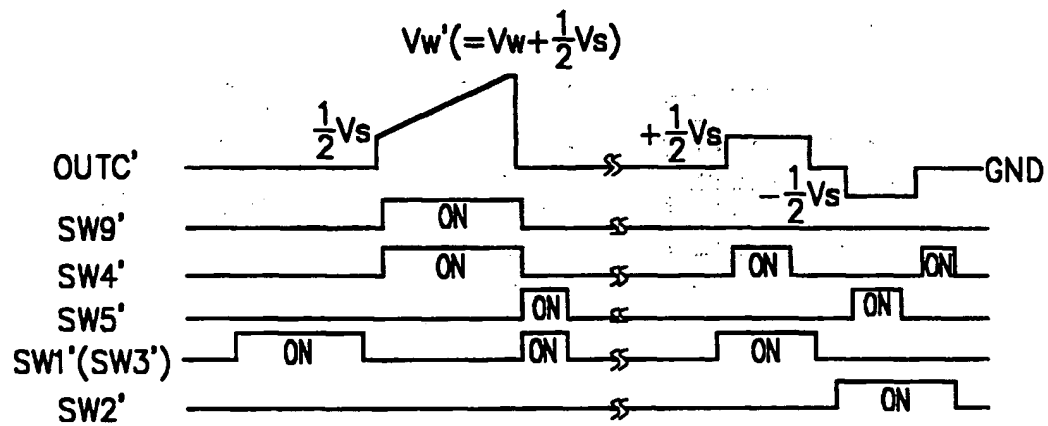 Vw'(=Vw+1/2Vs)
1/2Vs
+1/2Vs
OUTC'
GND
-1/2Vs
SW9'
ON
SW4'
ON
ON
ON
SW5'
ON
ON
SW1'(SW3')
ON
ON
ON
SW2'
ON